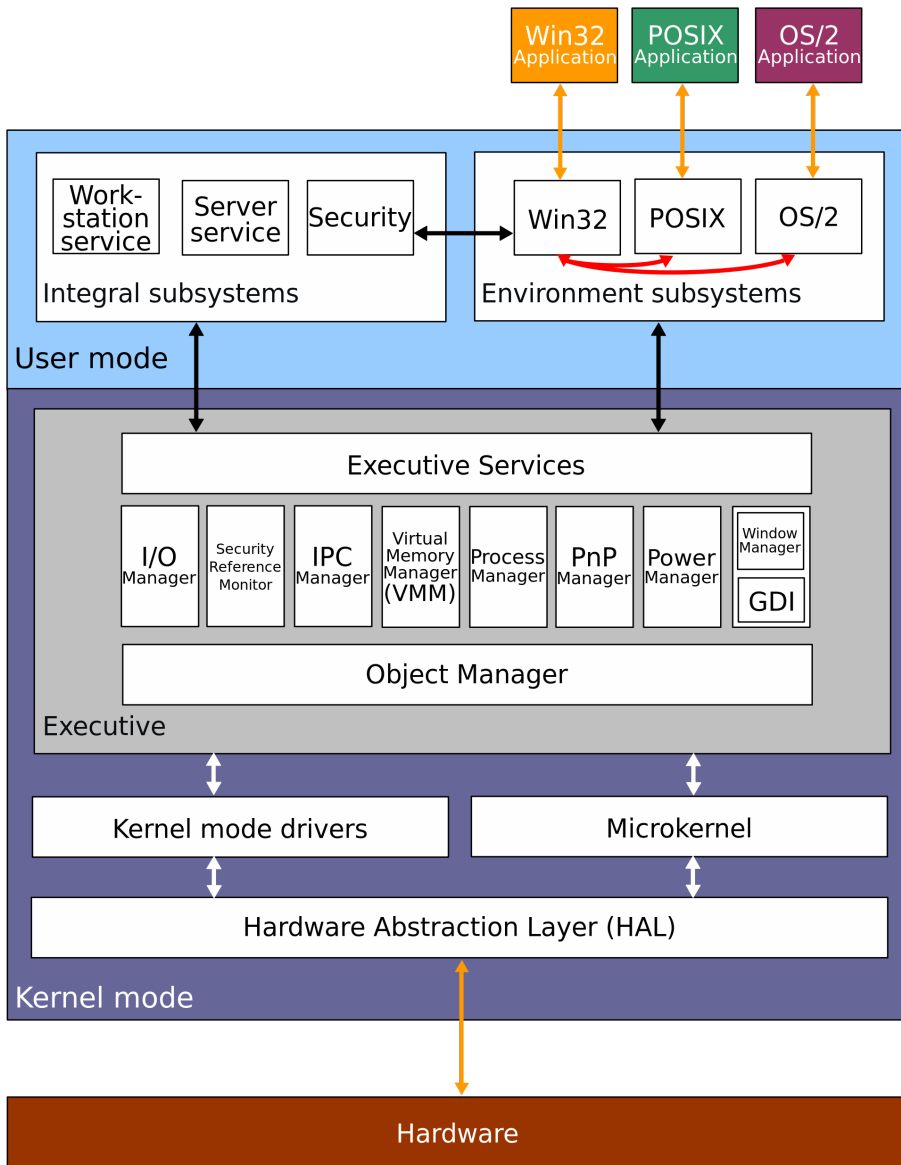 Win32
Application
POSIX
Application
OS/2
Application
Work-
station
service
Server
service
Security
Integral subsystems
Win32
POSIX
OS/2
Environment subsystems
User mode
Executive Services
I/O
Manager
Security
Reference
Monitor
IPC
Manager
Virtual
Memory
Manager
(VMM)
Process
Manager
PnP
Manager
Power
Manager
Window
Manager
GDI
Object Manager
Executive
Kernel mode drivers
Microkernel
Hardware Abstraction Layer (HAL)
Kernel mode
Hardware